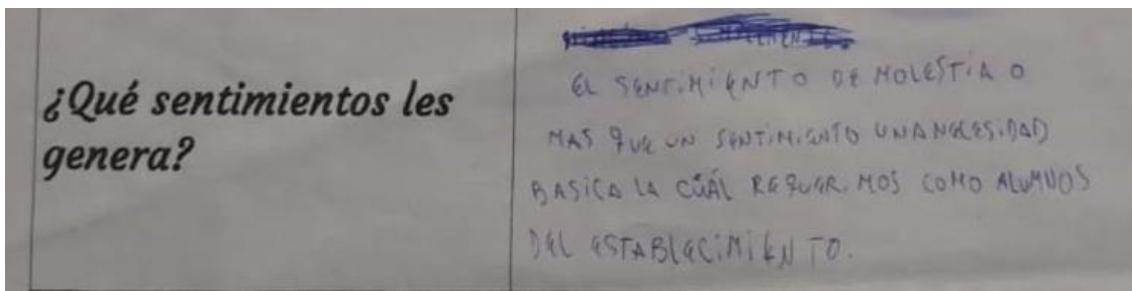 ¿Qué sentimientos les
genera?
EL SENTIMIENTO DE MOLESTIA O
MAS QUE UN SENTIMIENTO UNA NECESIDAD
BASICA LA CUÁL REQUERIMOS COMO ALUMNOS
DEL ESTABLECIMIENTO.